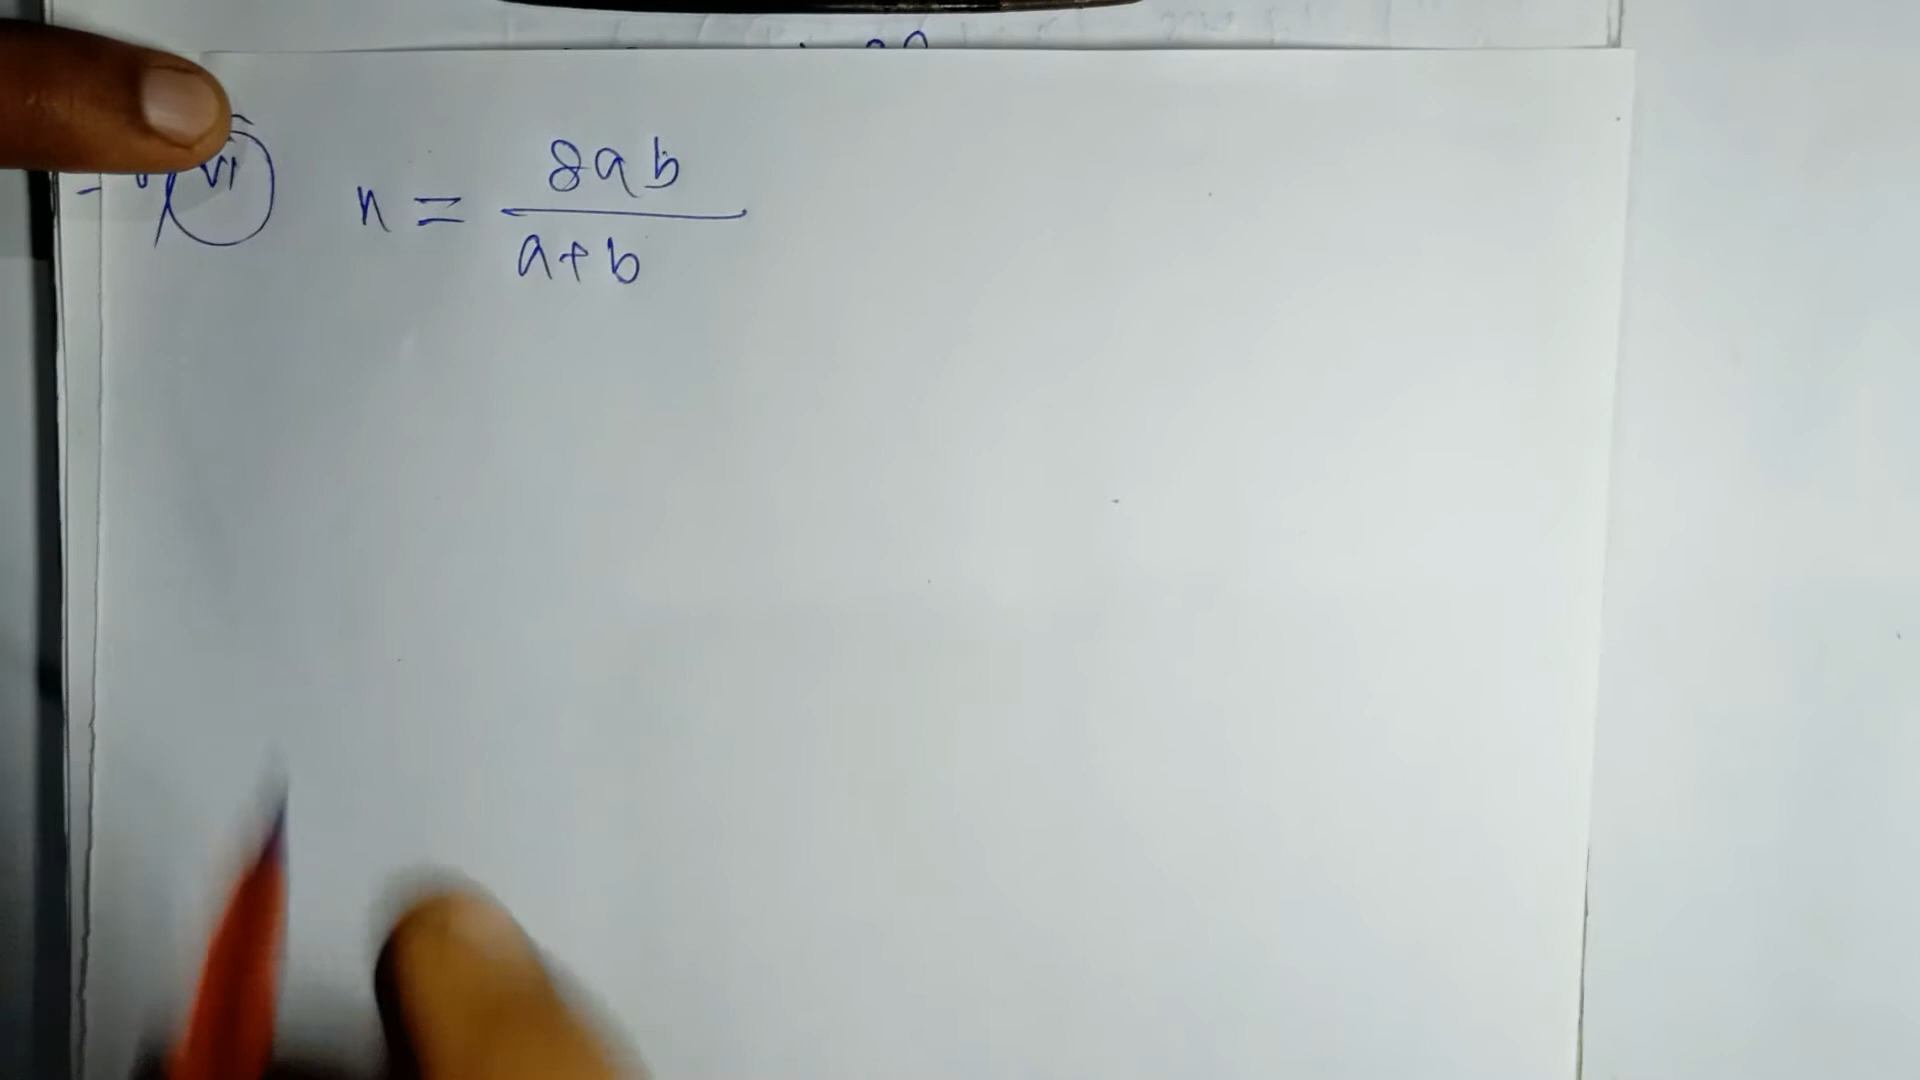 vi n = 8ab / a+b